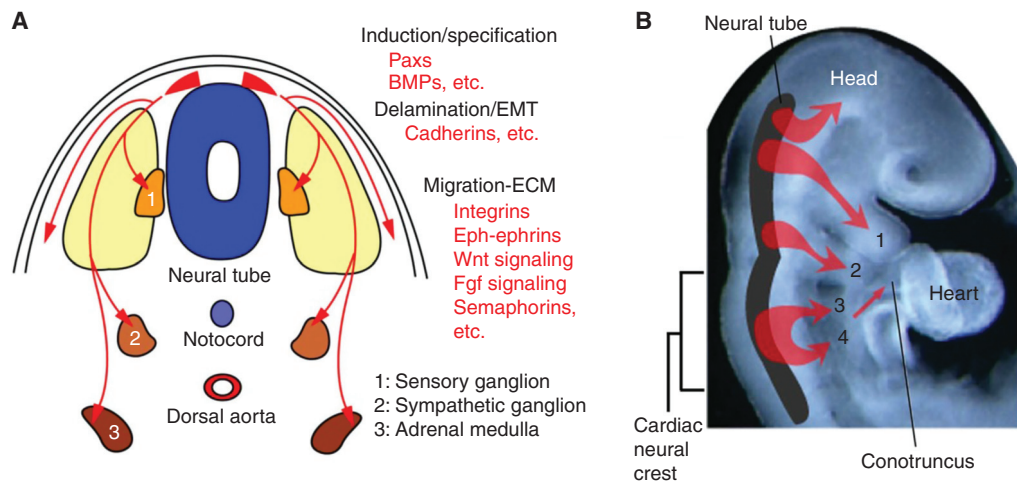 A
Induction/specification
Paxs
BMPs, etc.
Delamination/EMT
Cadherins, etc.
Migration-ECM
Integrins
Eph-ephrins
Wnt signaling
Fgf signaling
Semaphorins,
etc.
1
Neural tube
2
Notocord
Dorsal aorta
3
1: Sensory ganglion
2: Sympathetic ganglion
3: Adrenal medulla
B
Neural tube
Head
1
2
3
4
Heart
Cardiac
neural
crest
Conotruncus